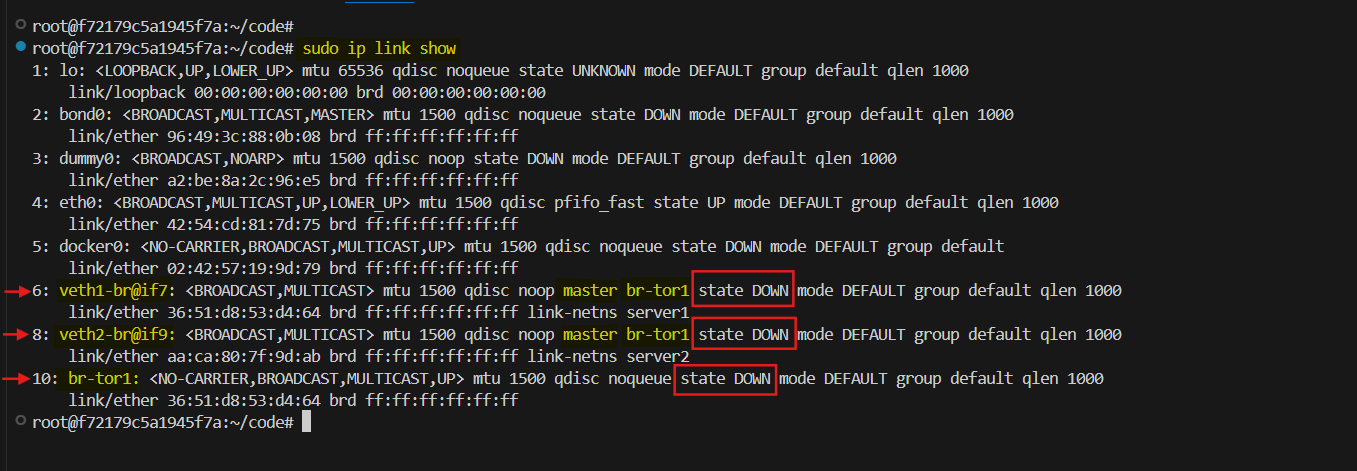 root@f72179c5a1945f7a:~/code#
root@f72179c5a1945f7a:~/code# sudo ip link show
1: lo: <LOOPBACK,UP,LOWER_UP> mtu 65536 qdisc noqueue state UNKNOWN mode DEFAULT group default qlen 1000
link/loopback 00:00:00:00:00:00 brd 00:00:00:00:00:00
2: bond0: <BROADCAST,MULTICAST,MASTER> mtu 1500 qdisc noqueue state DOWN mode DEFAULT group default qlen 1000
link/ether 96:49:3c:88:0b:08 brd ff:ff:ff:ff:ff:ff
3: dummy0: <BROADCAST,NOARP> mtu 1500 qdisc noop state DOWN mode DEFAULT group default qlen 1000
link/ether a2:be:8a:2c:96:e5 brd ff:ff:ff:ff:ff:ff
4: eth0: <BROADCAST,MULTICAST,UP,LOWER_UP> mtu 1500 qdisc pfifo_fast state UP mode DEFAULT group default qlen 1000
link/ether 42:54:cd:81:7d:75 brd ff:ff:ff:ff:ff:ff
5: docker0: <NO-CARRIER,BROADCAST,MULTICAST,UP> mtu 1500 qdisc noqueue state DOWN mode DEFAULT group default
link/ether 02:42:57:19:9d:79 brd ff:ff:ff:ff:ff:ff
6: veth1-br@if7: <BROADCAST,MULTICAST> mtu 1500 qdisc noop master br-tor1 state DOWN mode DEFAULT group default qlen 1000
link/ether 36:51:d8:53:d4:64 brd ff:ff:ff:ff:ff:ff link-netns server1
8: veth2-br@if9: <BROADCAST,MULTICAST> mtu 1500 qdisc noop master br-tor1 state DOWN mode DEFAULT group default qlen 1000
link/ether aa:ca:80:7f:9d:ab brd ff:ff:ff:ff:ff:ff link-netns server2
10: br-tor1: <NO-CARRIER,BROADCAST,MULTICAST,UP> mtu 1500 qdisc noqueue state DOWN mode DEFAULT group default qlen 1000
link/ether 36:51:d8:53:d4:64 brd ff:ff:ff:ff:ff:ff
root@f72179c5a1945f7a:~/code#